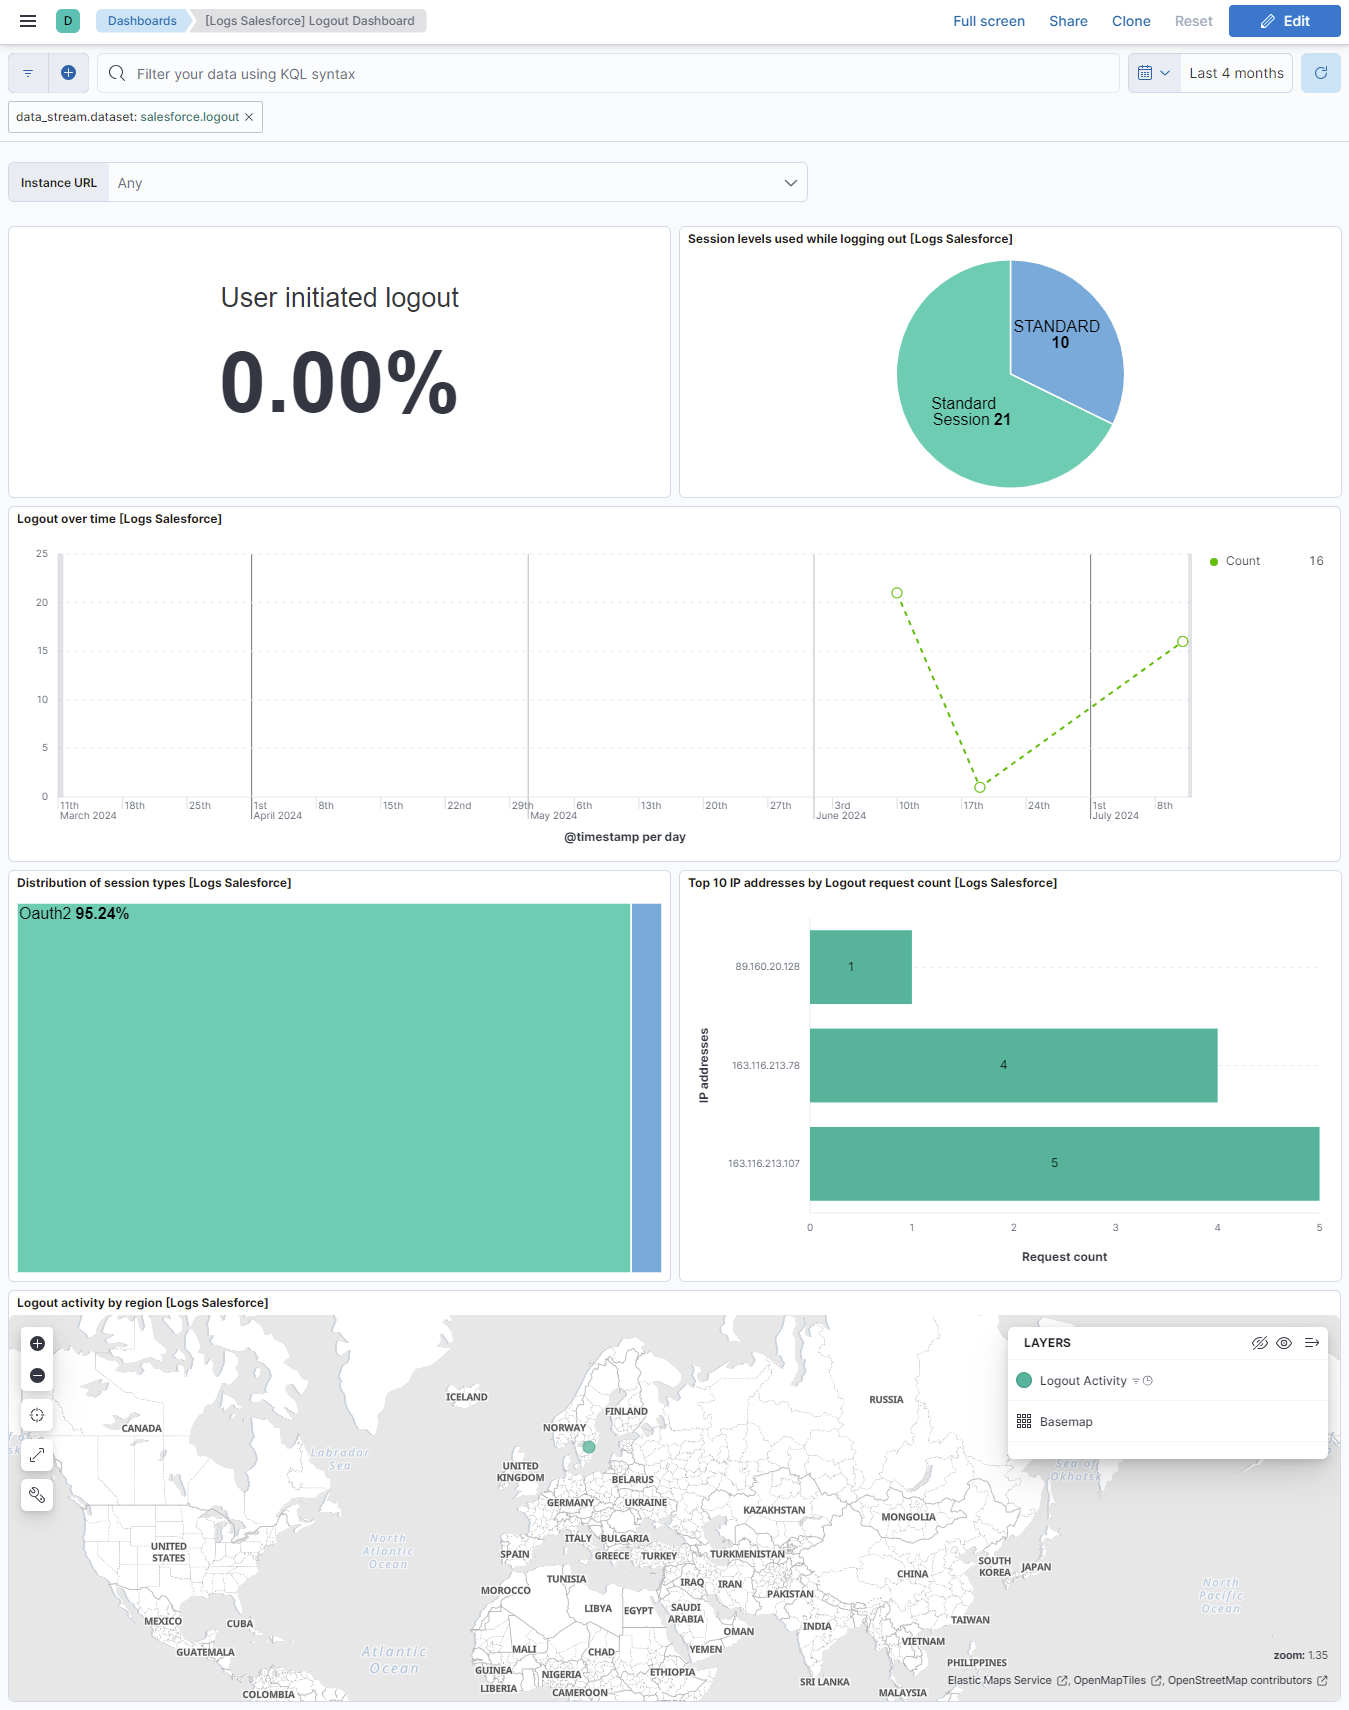 D
Dashboards
[Logs Salesforce] Logout Dashboard
Full screen
Share
Clone
Reset
Edit
Filter your data using KQL syntax
Last 4 months
data_stream.dataset: salesforce.logout
Instance URL
Any
User initiated logout
0.00%
Session levels used while logging out [Logs Salesforce]
STANDARD
10
Standard
Session 21
Logout over time [Logs Salesforce]
25
20
15
10
5
0
11th
March 2024
18th
25th
1st
April 2024
8th
15th
22nd
29th
May 2024
6th
13th
20th
27th
3rd
June 2024
10th
17th
24th
1st
July 2024
8th
@timestamp per day
Count 16
Distribution of session types [Logs Salesforce]
Oauth2 95.24%
Top 10 IP addresses by Logout request count [Logs Salesforce]
IP addresses
89.160.20.128
1
163.116.213.78
4
163.116.213.107
5
0 1 2 3 4 5
Request count
Logout activity by region [Logs Salesforce]
LAYERS
Logout Activity
Basemap
ICELAND
RUSSIA
FINLAND
NORWAY
CANADA
Labrador
Sea
UNITED
KINGDOM
BELARUS
Sea of
Okhotsk
GERMANY
UKRAINE
KAZAKHSTAN
MONGOLIA
North
Atlantic
Ocean
UNITED
STATES
ITALY
BULGARIA
SPAIN
GREECE
TURKEY
TURKMENISTAN
SOUTH
KOREA
JAPAN
CHINA
MOROCCO
TUNISIA
IRAQ
IRAN
PAKISTAN
North
Pacific
Ocean
LIBYA
EGYPT
SAUDI
ARABIA
MEXICO
CUBA
OMAN
INDIA
TAIWAN
GUATEMALA
Atlantic
Ocean
MALI
CHAD
YEMEN
VIETNAM
PHILIPPINES
GUINEA
NIGERIA
ETHIOPIA
LIBERIA
CAMEROON
SRI LANKA
MALAYSIA
COLOMBIA
zoom: 1.35
Elastic Maps Service , OpenMapTiles , OpenStreetMap contributors